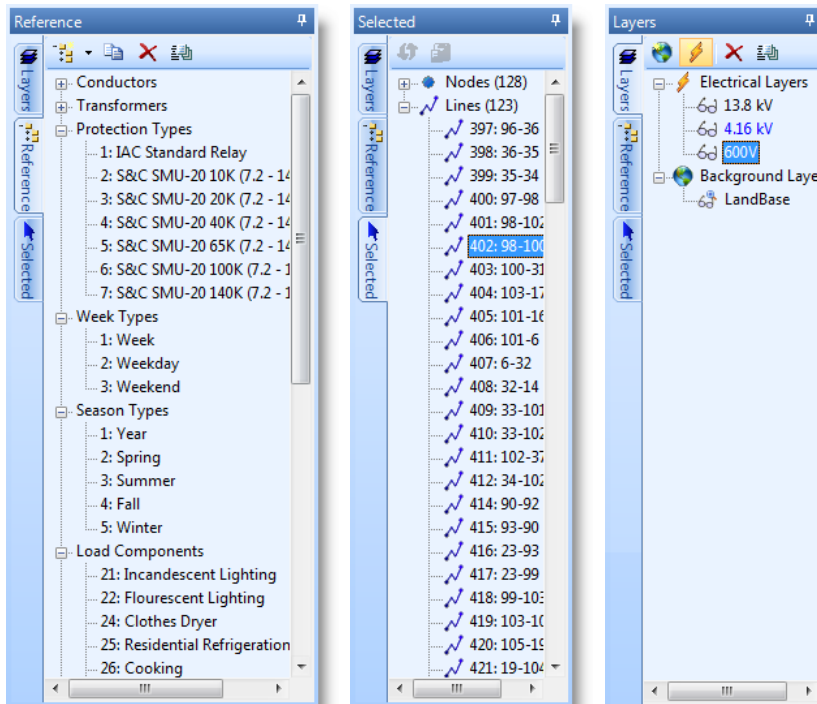 Reference
Layers
Reference
Selected
Conductors
Transformers
Protection Types
1: IAC Standard Relay
2: S&C SMU-20 10K (7.2 - 14
3: S&C SMU-20 20K (7.2 - 14
4: S&C SMU-20 40K (7.2 - 14
5: S&C SMU-20 65K (7.2 - 14
6: S&C SMU-20 100K (7.2 - 1
7: S&C SMU-20 140K (7.2 - 1
Week Types
1: Week
2: Weekday
3: Weekend
Season Types
1: Year
2: Spring
3: Summer
4: Fall
5: Winter
Load Components
21: Incandescent Lighting
22: Flourescent Lighting
24: Clothes Dryer
25: Residential Refrigeration
26: Cooking
Selected
Layers
Reference
Selected
Nodes (128)
Lines (123)
397: 96-36
398: 36-35
399: 35-34
400: 97-98
401: 98-102
402: 98-100
403: 100-31
404: 103-17
405: 101-16
406: 101-6
407: 6-32
408: 32-14
409: 33-101
410: 33-102
411: 102-37
412: 34-102
414: 90-92
415: 93-90
416: 23-93
417: 23-99
418: 99-103
419: 103-10
420: 105-19
421: 19-104
Layers
Layers
Reference
Selected
Electrical Layers
13.8 kV
4.16 kV
600V
Background Laye
LandBase